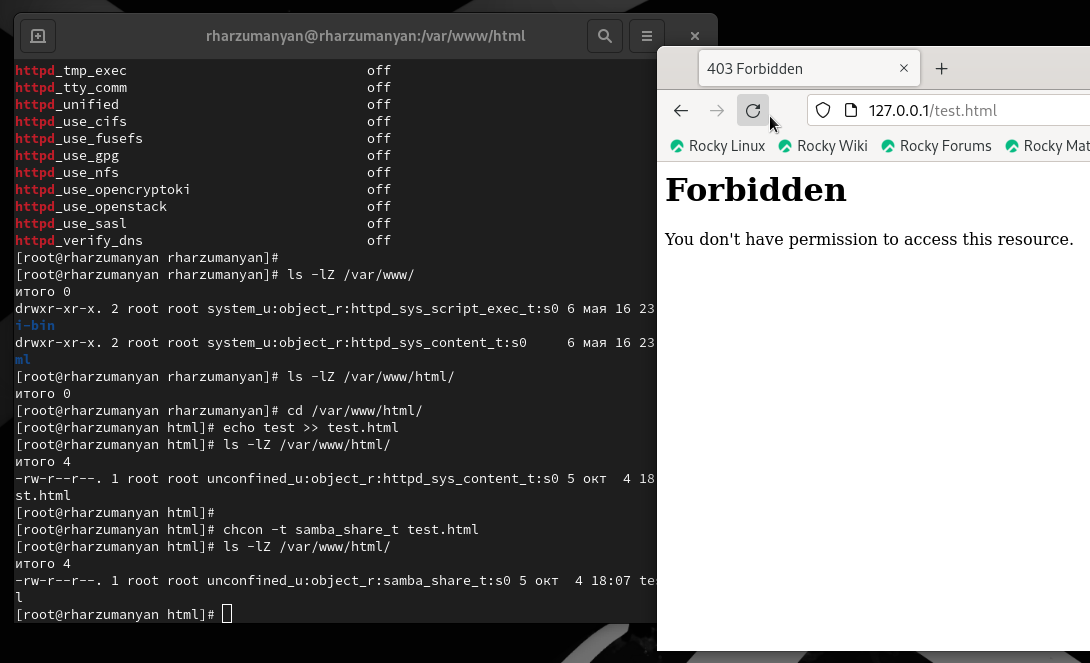 rharzumanyan@rharzumanyan:/var/www/html
httpd_tmp_exec off
httpd_tty_comm off
httpd_unified off
httpd_use_cifs off
httpd_use_fusefs off
httpd_use_gpg off
httpd_use_nfs off
httpd_use_opencryptoki off
httpd_use_openstack off
httpd_use_sasl off
httpd_verify_dns off
[root@rharzumanyan rharzumanyan]#
[root@rharzumanyan rharzumanyan]# ls -lZ /var/www/
итого 0
drwxr-xr-x. 2 root root system_u:object_r:httpd_sys_script_exec_t:s0 6 мая 16 23
i-bin
drwxr-xr-x. 2 root root system_u:object_r:httpd_sys_content_t:s0 6 мая 16 23
ml
[root@rharzumanyan rharzumanyan]# ls -lZ /var/www/html/
итого 0
[root@rharzumanyan rharzumanyan]# cd /var/www/html/
[root@rharzumanyan html]# echo test >> test.html
[root@rharzumanyan html]# ls -lZ /var/www/html/
итого 4
-rw-r--r--. 1 root root unconfined_u:object_r:httpd_sys_content_t:s0 5 окт 4 18
st.html
[root@rharzumanyan html]#
[root@rharzumanyan html]# chcon -t samba_share_t test.html
[root@rharzumanyan html]# ls -lZ /var/www/html/
итого 4
-rw-r--r--. 1 root root unconfined_u:object_r:samba_share_t:s0 5 окт 4 18:07 te
l
[root@rharzumanyan html]#
403 Forbidden
127.0.0.1/test.html
Rocky Linux Rocky Wiki Rocky Forums Rocky Mat
Forbidden
You don't have permission to access this resource.